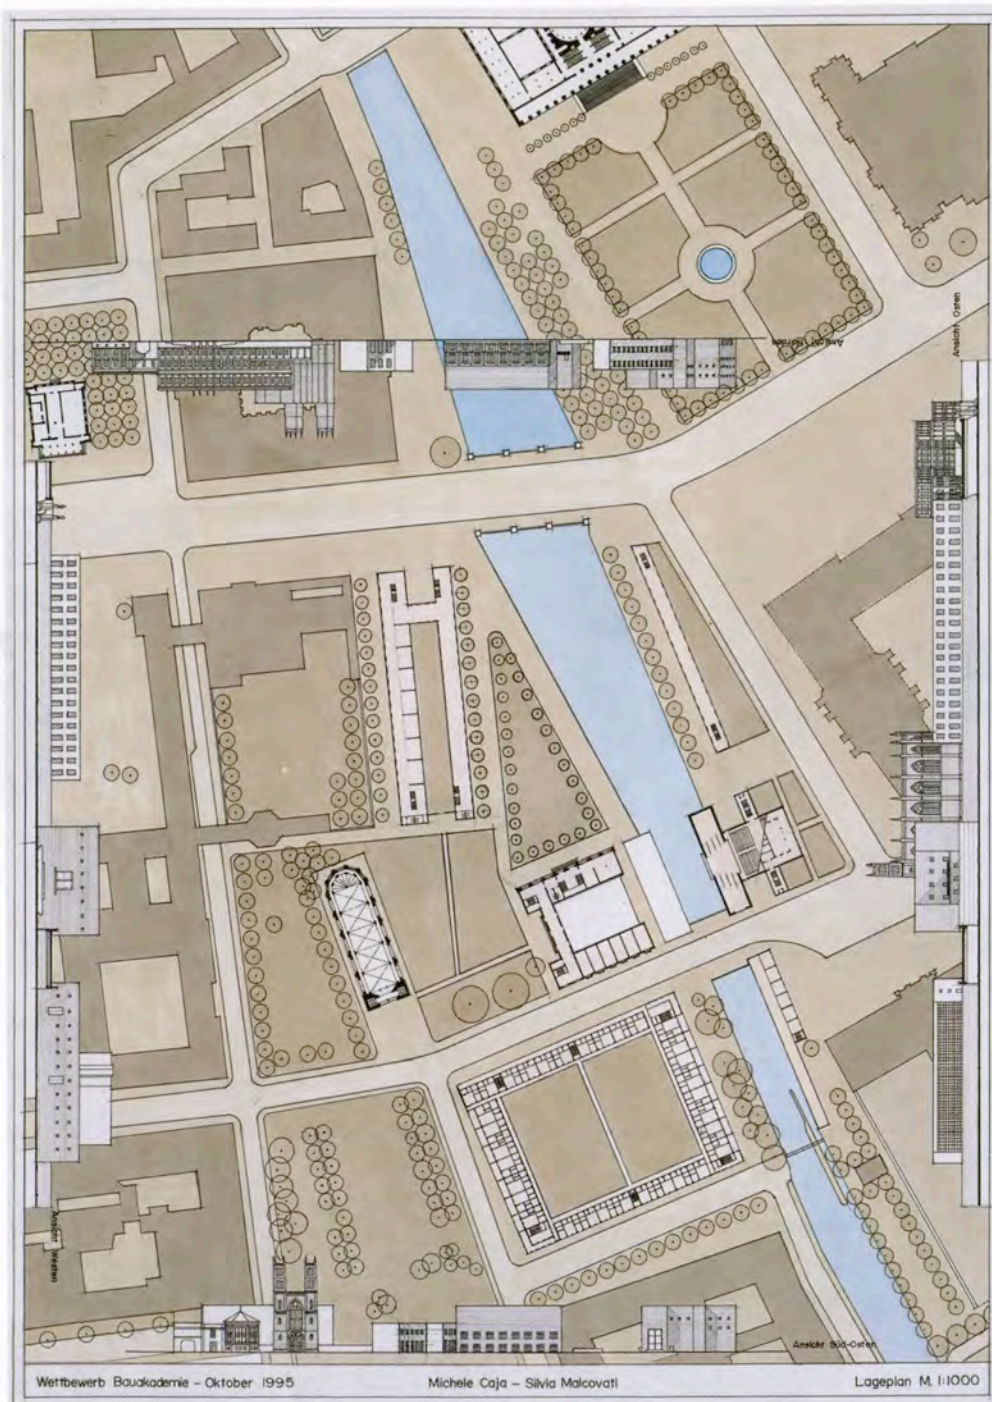 Ansicht Osten
Ansicht Norden
Ansicht Westen
Ansicht Süd-Osten
Wettbewerb Bauakademie – Oktober 1995
Michele Caja – Silvia Malcovati
Lageplan M. 1:1000